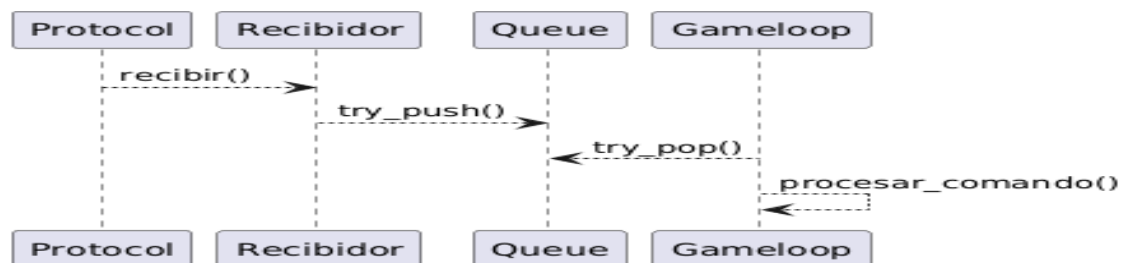 Protocol Recibidor Queue Gameloop
recibir()
try_push()
try_pop()
procesar_comando()
Protocol Recibidor Queue Gameloop